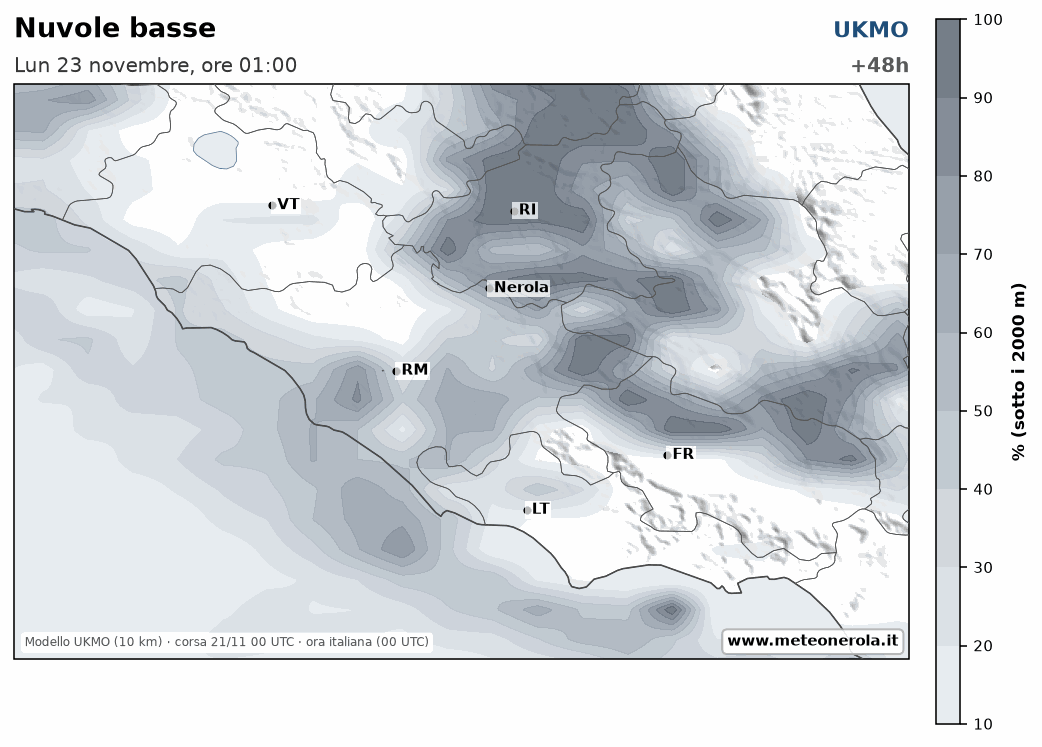 Nuvole basse
UKMO
Lun 23 novembre, ore 01:00
+48h
VT
RI
Nerola
RM
FR
LT
Modello UKMO (10 km) · corsa 21/11 00 UTC · ora italiana (00 UTC)
www.meteonerola.it
100
90
80
70
60
50
40
30
20
10
% (sotto i 2000 m)